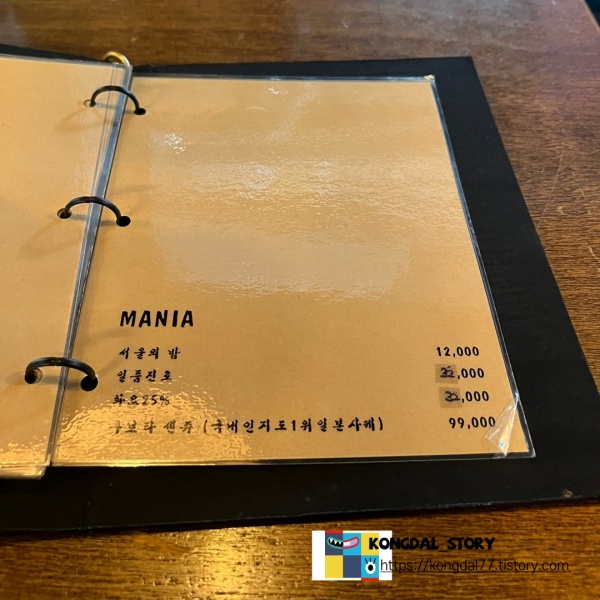 MANIA
서울의 밤 12,000
일품진로 32,000
화요25% 32,000
쿠보타 센쥬 (국내인지도1위일본사케) 99,000
KONGDAL_STORY
https://kongdal77.tistory.com